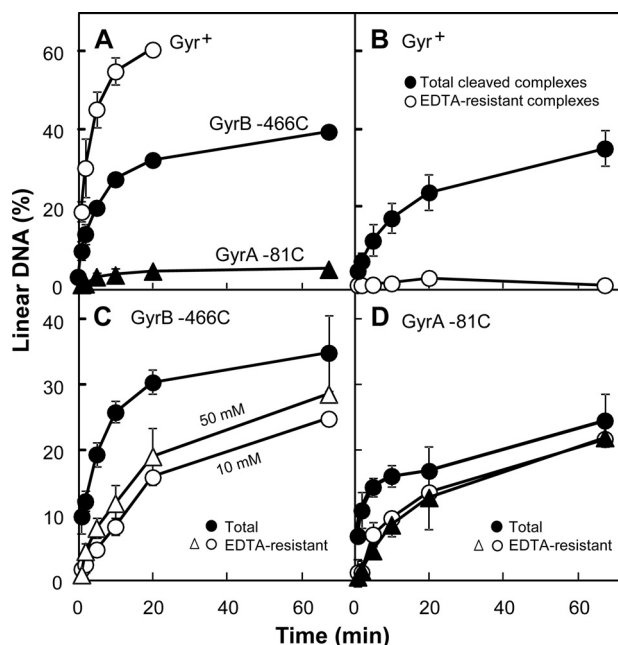 A
Gyr+
B
Gyr+
60
Total cleaved complexes
EDTA-resistant complexes
GyrB -466C
40
20
GyrA -81C
0
0
Linear DNA (%)
C
GyrB -466C
D
GyrA -81C
40
30
50 mM
20
10 mM
10
Total
Total
EDTA-resistant
EDTA-resistant
0
0 20 40 60 0 20 40 60
Time (min)